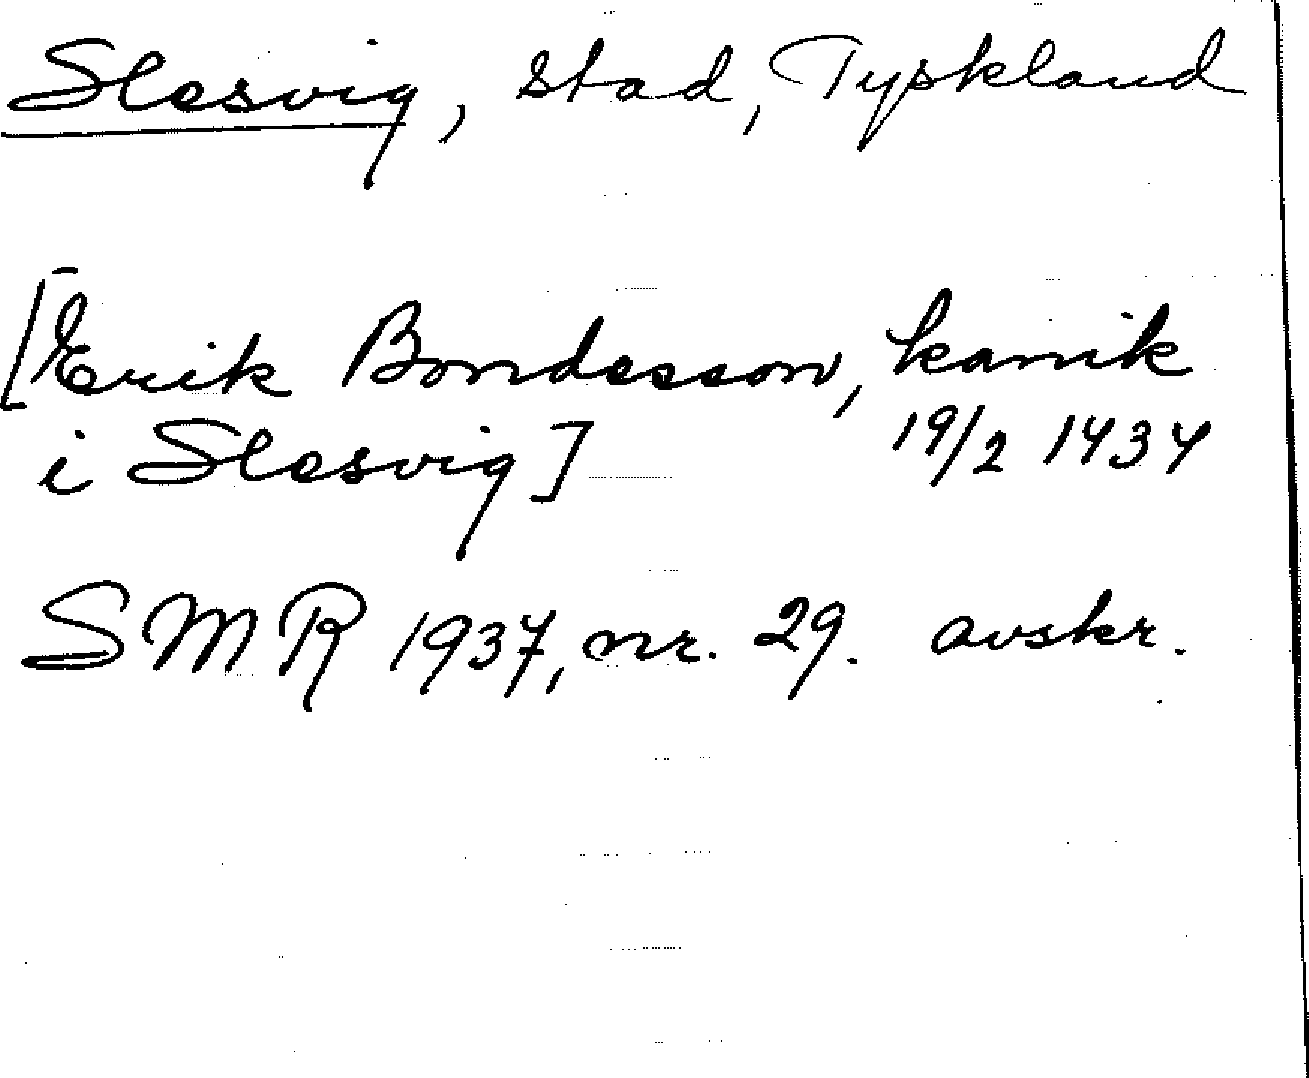 Slesvig, stad, Tyskland
[Erik Bondesson, kanik
i Slesvig] 19/2 1434
SMR 1937, nr. 29. avskr.